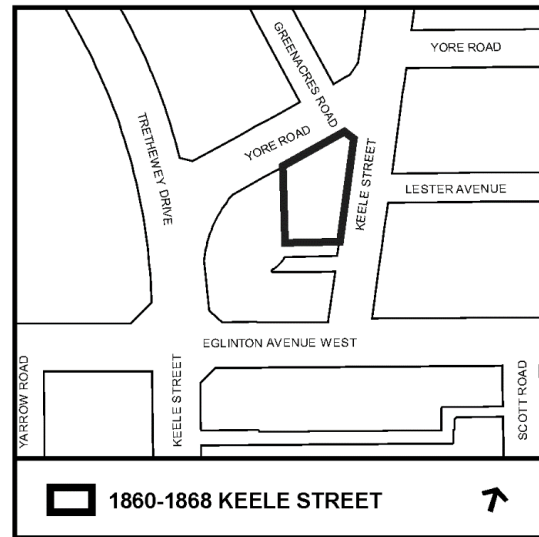 YORE ROAD
GREENACRES ROAD
YORE ROAD
TRETHEWEY DRIVE
KEELE STREET
LESTER AVENUE
EGLINTON AVENUE WEST
YARROW ROAD
KEELE STREET
SCOTT ROAD
1860-1868 KEELE STREET